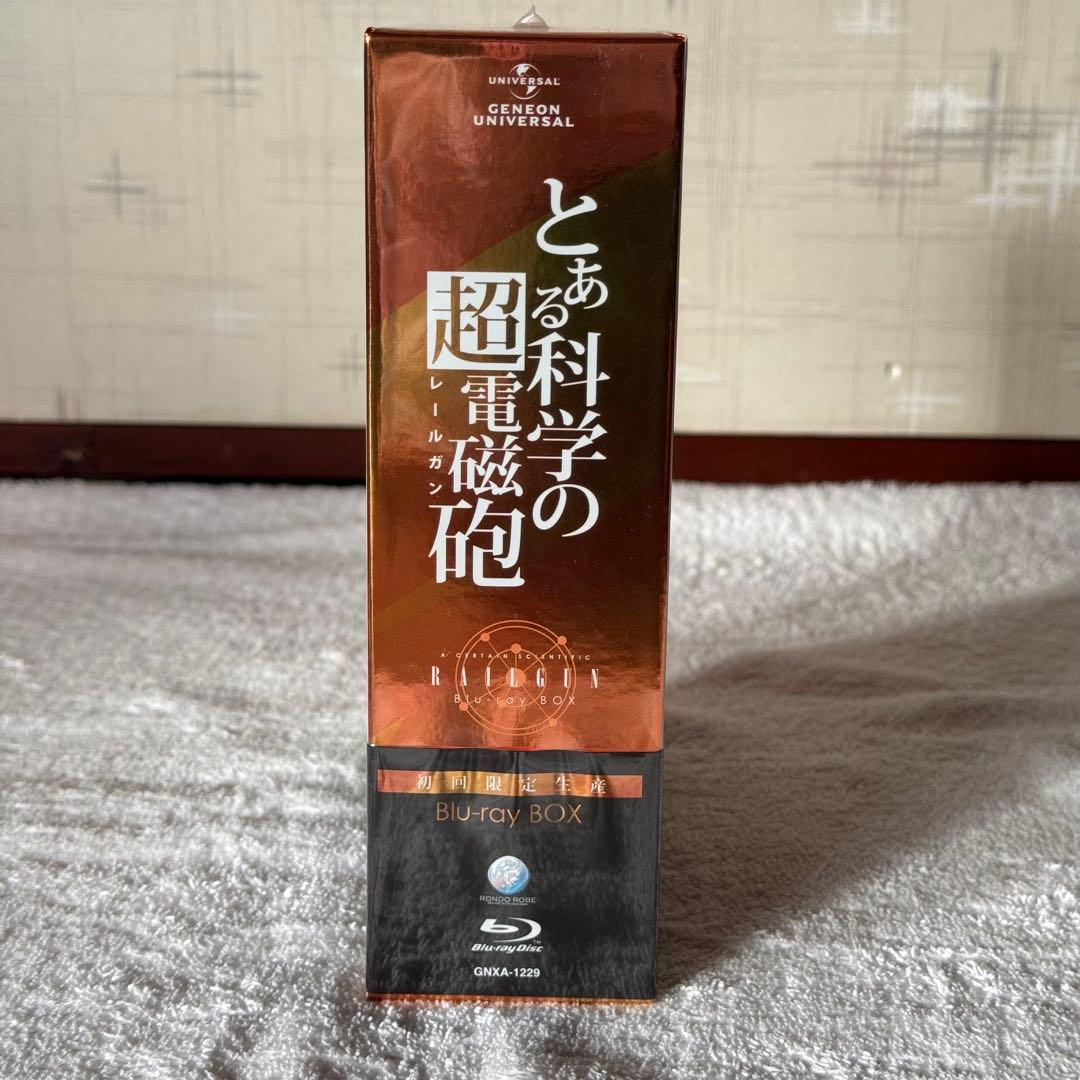 UNIVERSAL
GENEON
UNIVERSAL
とある科学の
超電磁砲
レールガン
A CERTAIN SCIENTIFIC
RAILGUN
Blu-ray BOX
初回限定生産
Blu-ray BOX
RONDO ROBE
Blu-ray Disc
TM
GNXA-1229